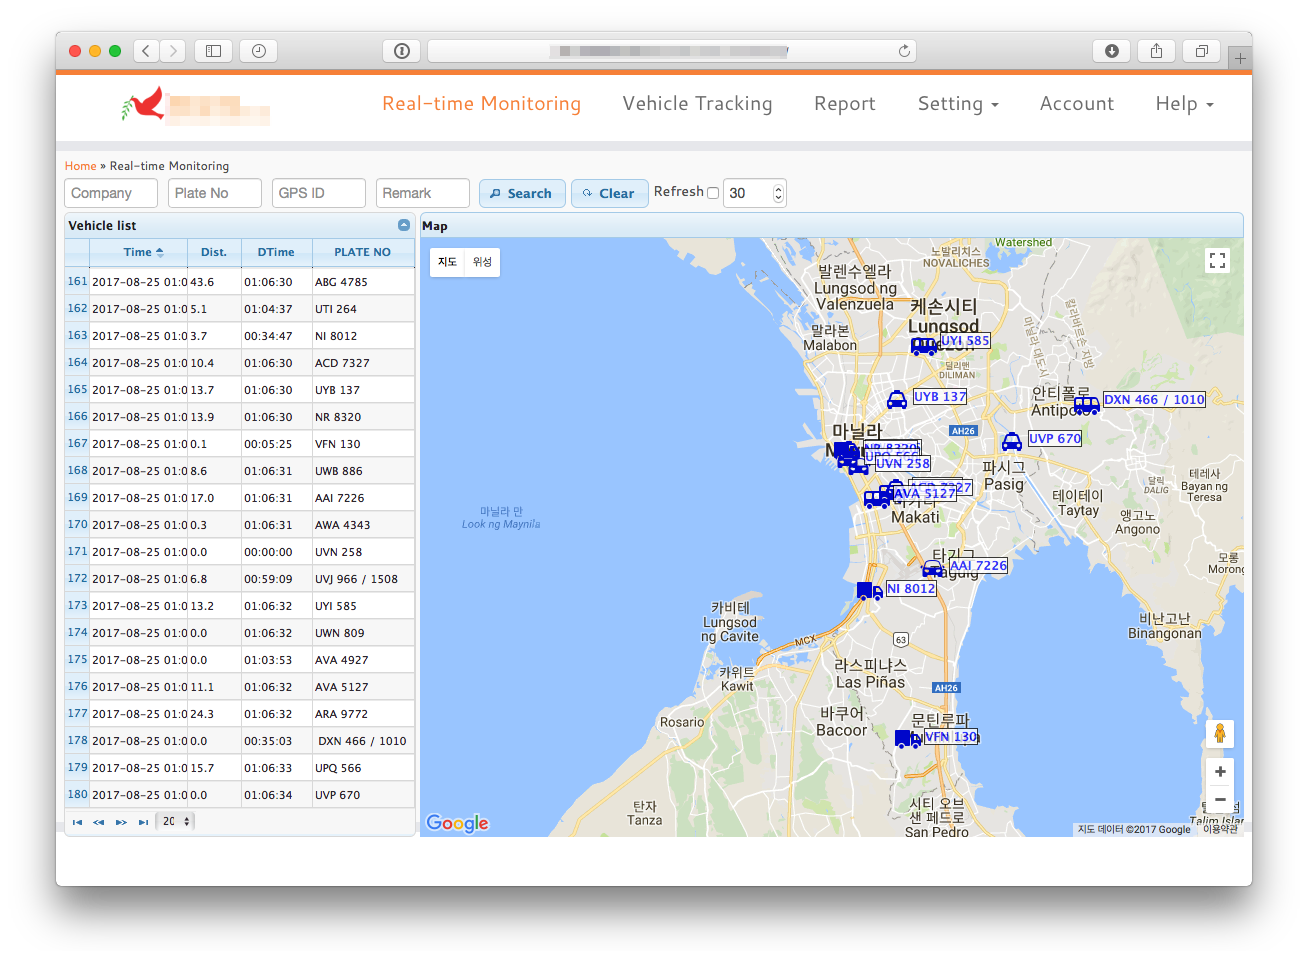 Real-time Monitoring
Vehicle Tracking
Report
Setting
Account
Help
Home » Real-time Monitoring
Company
Plate No
GPS ID
Remark
Search
Clear
Refresh
30
Vehicle list
Time Dist. DTime PLATE NO
161 2017-08-25 01:0 43.6 01:06:30 ABG 4785
162 2017-08-25 01:0 5.1 01:04:37 UTI 264
163 2017-08-25 01:0 3.7 00:34:47 NI 8012
164 2017-08-25 01:0 10.4 01:06:30 ACD 7327
165 2017-08-25 01:0 13.7 01:06:30 UYB 137
166 2017-08-25 01:0 13.9 01:06:30 NR 8320
167 2017-08-25 01:0 0.1 00:05:25 VFN 130
168 2017-08-25 01:0 8.6 01:06:31 UWB 886
169 2017-08-25 01:0 17.0 01:06:31 AAI 7226
170 2017-08-25 01:0 0.3 01:06:31 AWA 4343
171 2017-08-25 01:0 0.0 00:00:00 UVN 258
172 2017-08-25 01:0 6.8 00:59:09 UVJ 966 / 1508
173 2017-08-25 01:0 13.2 01:06:32 UYI 585
174 2017-08-25 01:0 0.0 01:06:32 UWN 809
175 2017-08-25 01:0 0.0 01:03:53 AVA 4927
176 2017-08-25 01:0 11.1 01:06:32 AVA 5127
177 2017-08-25 01:0 24.3 01:06:32 ARA 9772
178 2017-08-25 01:0 0.0 00:35:03 DXN 466 / 1010
179 2017-08-25 01:0 15.7 01:06:33 UPQ 566
180 2017-08-25 01:0 0.0 01:06:34 UVP 670
20
Map
지도 위성
Watershed
노발리치스
NOVALICHES
발렌수엘라
Lungsod ng
Valenzuela
케손시티
Lungsod
말라본
Malabon
UYI 585
딜리맨
DILIMAN
마닐라 대도시
칼라바르손 지방
UYB 137
안티폴로
Antipolo
DXN 466 / 1010
마닐라
AH26
UVP 670
NR 8320
UPQ 566
UVN 258
파시그
Pasig
테레사
Bayan ng
Teresa
달릭
DALIG
AVA 5127
Makati
테이테이
Taytay
앙고노
Angono
마닐라 만
Look ng Maynila
타기그
AAI 7226
모롱
Morong
NI 8012
카비테
Lungsod
ng Cavite
MCX
63
비난고난
Binangonan
카위트
Kawit
라스피냐스
Las Piñas
AH26
Rosario
바쿠어
Bacoor
문틴루파
VFN 130
탄자
Tanza
시티 오브
샌 페드로
San Pedro
Talim Islan
Google
지도 데이터 ©2017 Google
이용약관